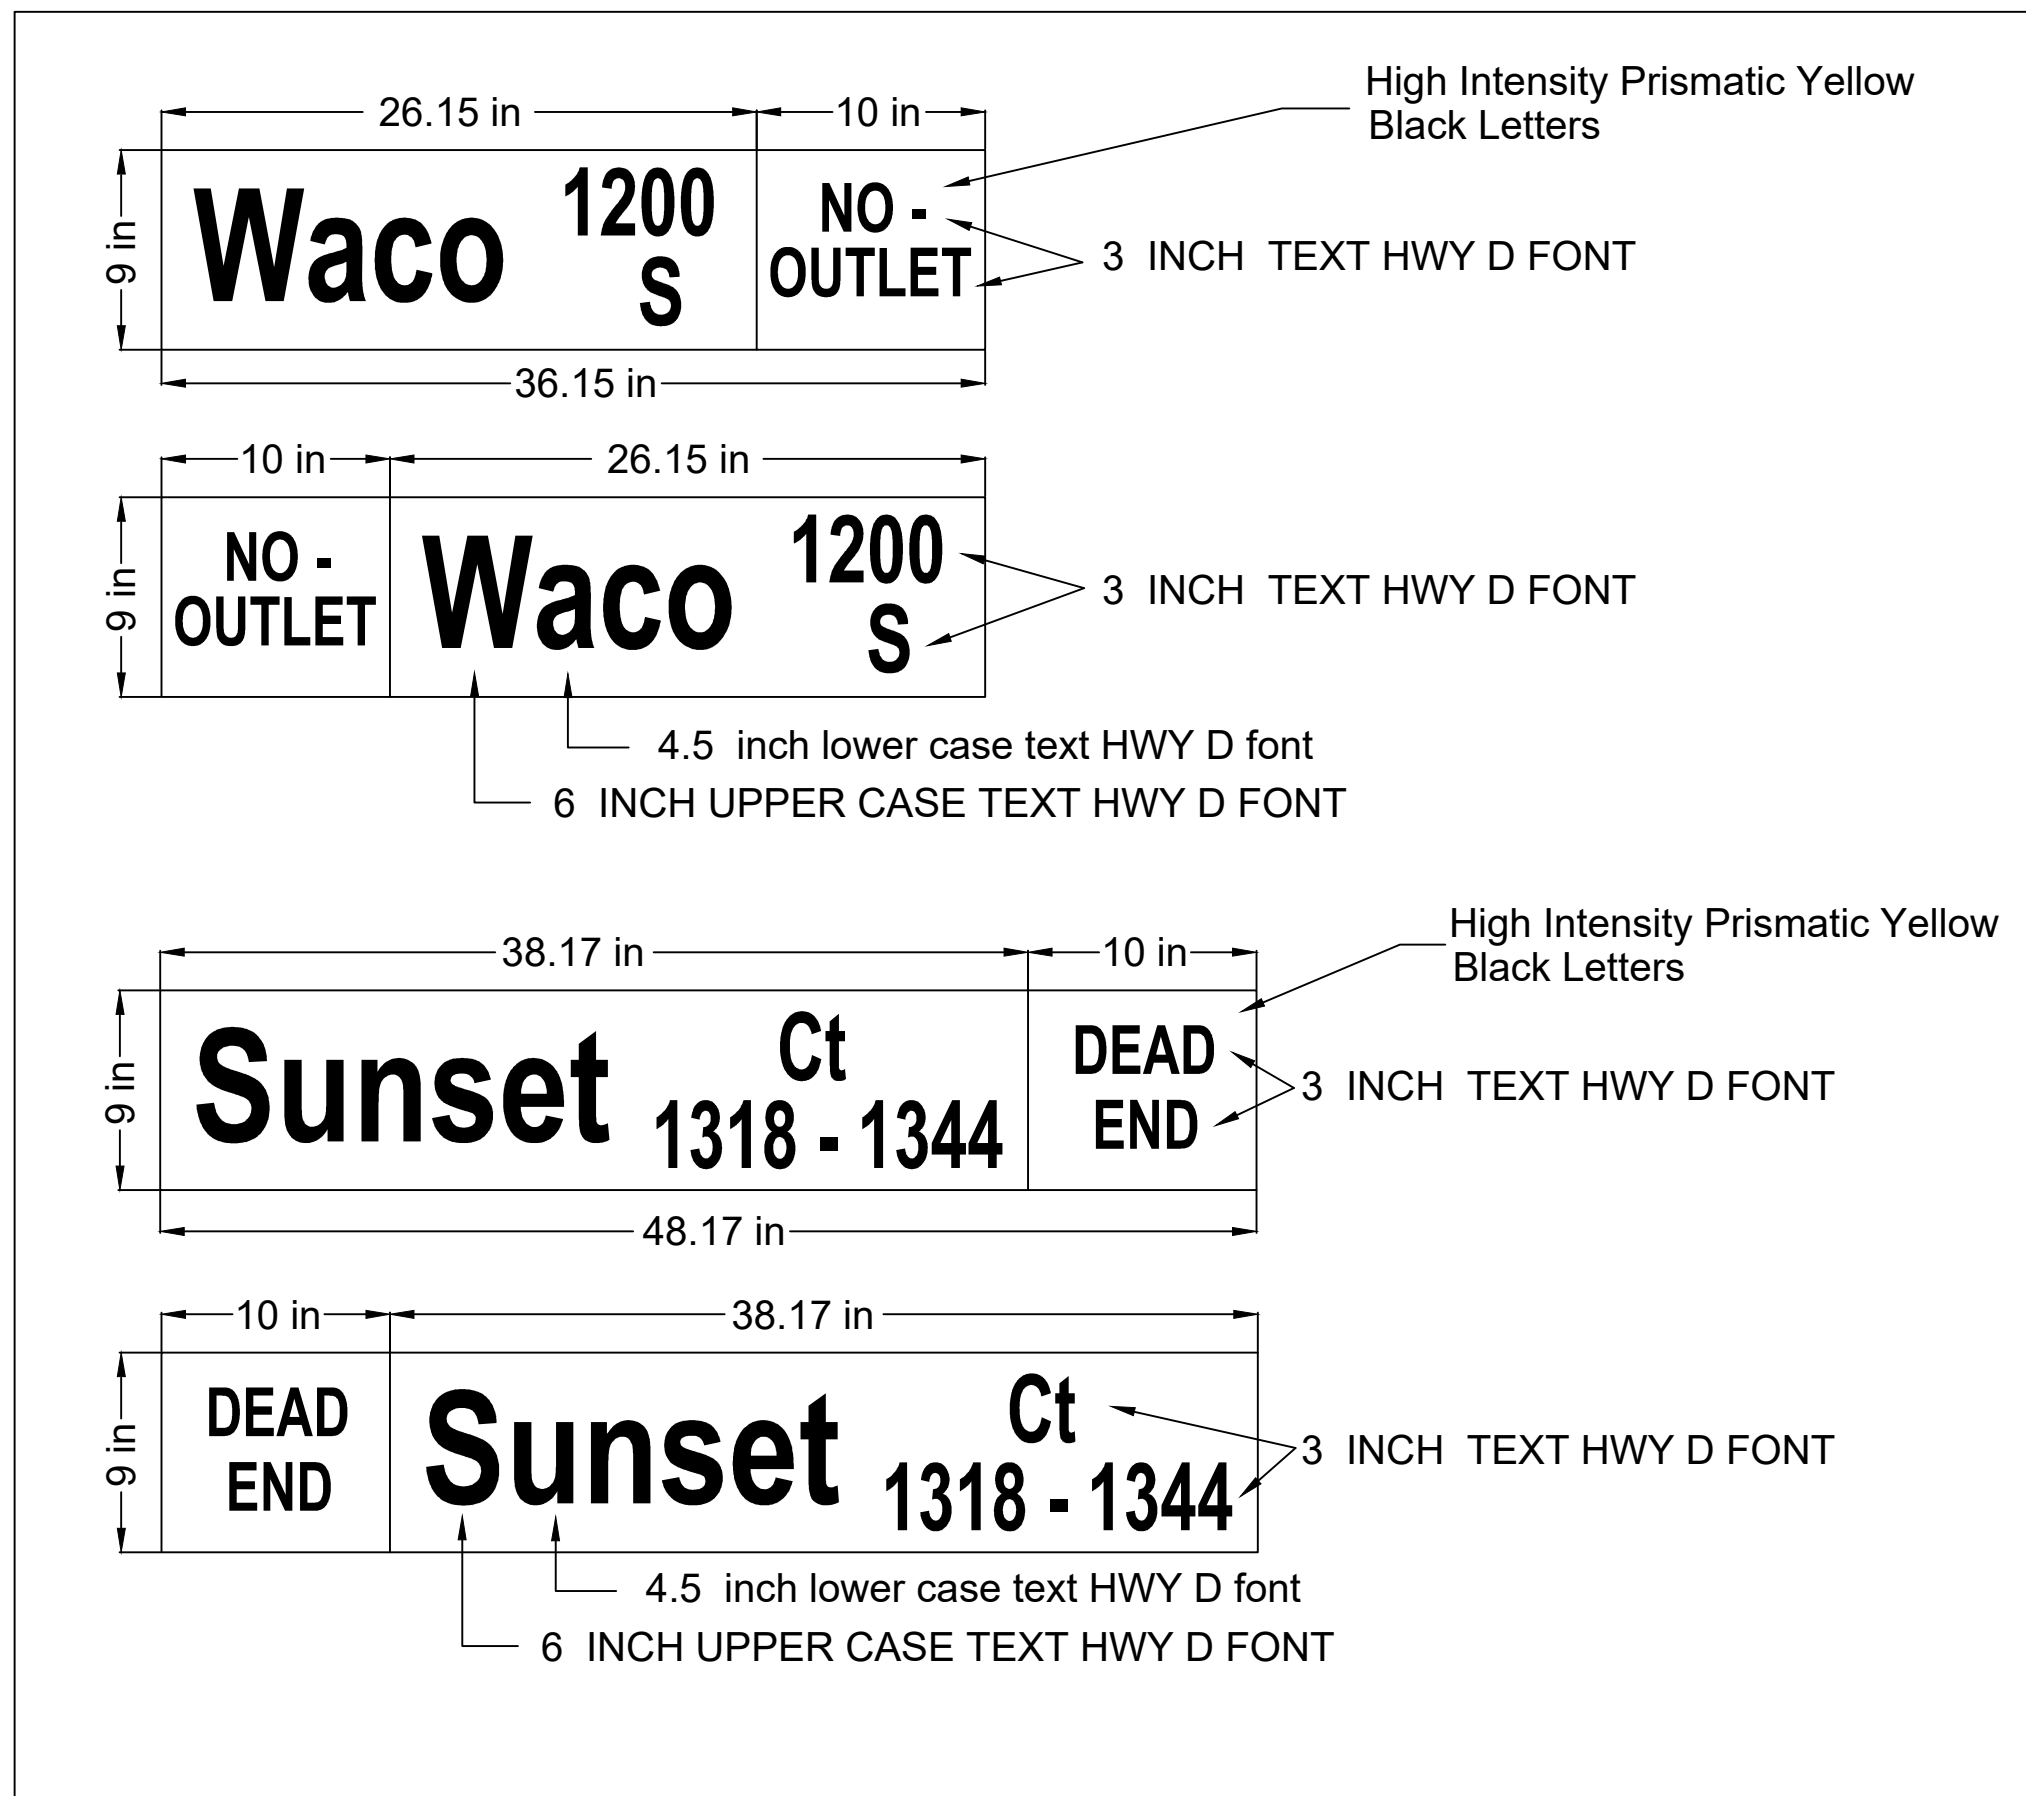 High Intensity Prismatic Yellow
Black Letters
26.15 in
10 in
9 in
Waco
1200
S
NO -
OUTLET
3 INCH TEXT HWY D FONT
36.15 in
10 in
26.15 in
9 in
NO -
OUTLET
Waco
1200
S
3 INCH TEXT HWY D FONT
4.5 inch lower case text HWY D font
6 INCH UPPER CASE TEXT HWY D FONT
High Intensity Prismatic Yellow
Black Letters
38.17 in
10 in
9 in
Sunset
Ct
1318 - 1344
DEAD
END
3 INCH TEXT HWY D FONT
48.17 in
10 in
38.17 in
9 in
DEAD
END
Sunset
Ct
1318 - 1344
3 INCH TEXT HWY D FONT
4.5 inch lower case text HWY D font
6 INCH UPPER CASE TEXT HWY D FONT